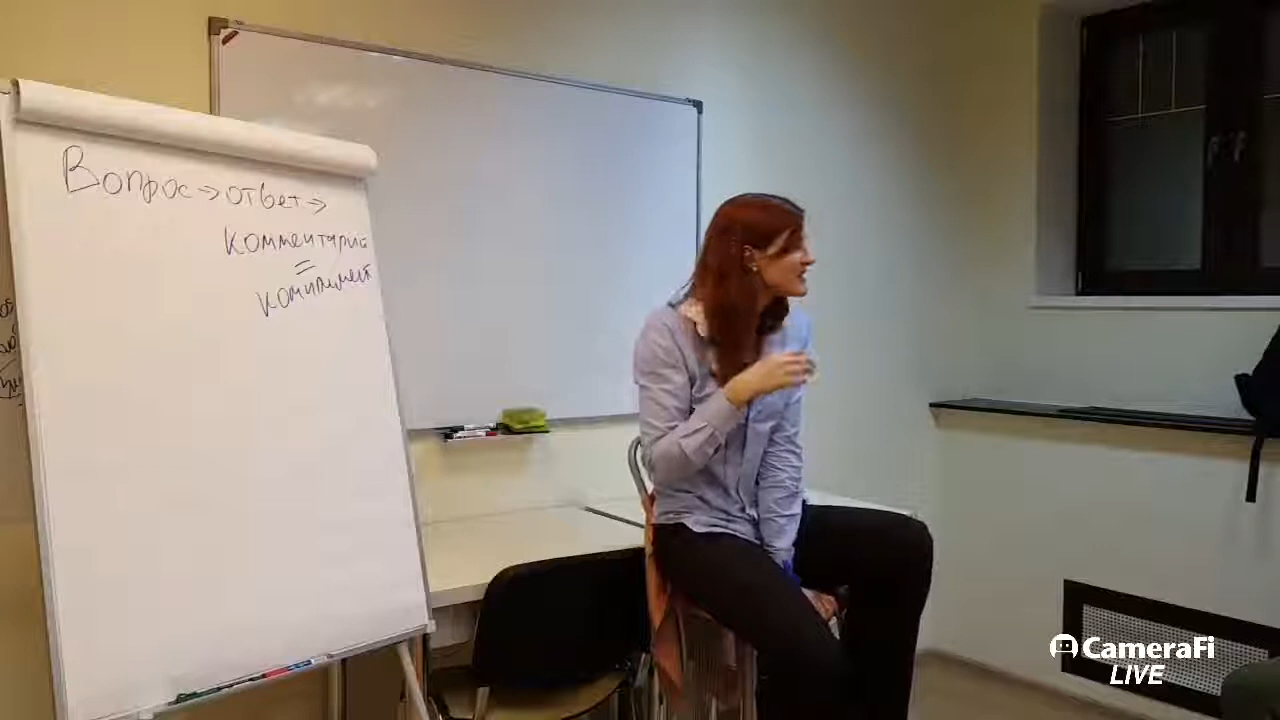 Вопрос → ответ →
комментарий
=
комплимент
CameraFi
LIVE